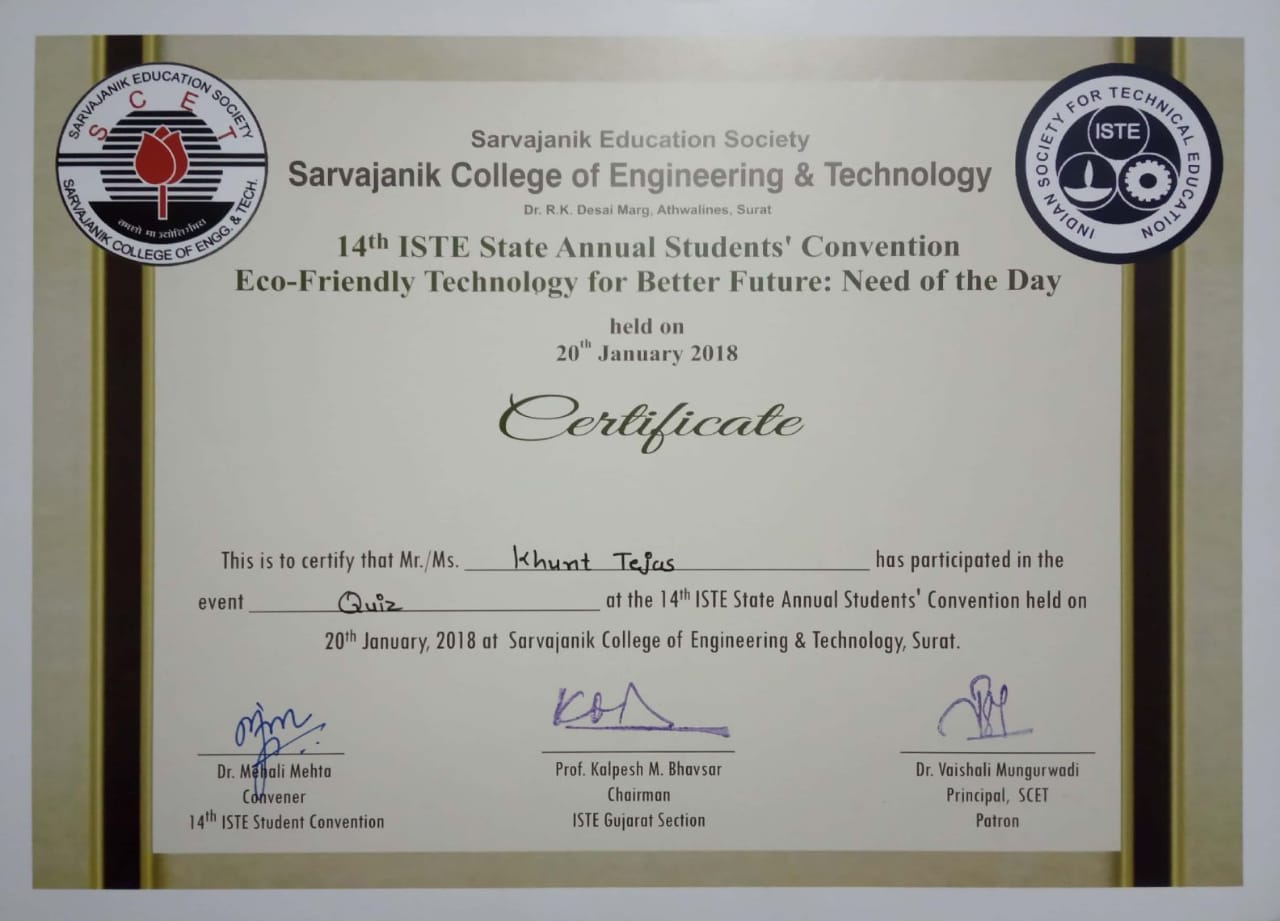 SARVAJANIK EDUCATION SOCIETY
S C E T
SARVAJANIK COLLEGE OF ENGG. & TECH.
INDIAN SOCIETY FOR TECHNICAL EDUCATION
ISTE
Sarvajanik Education Society
Sarvajanik College of Engineering & Technology
Dr. R.K. Desai Marg, Athwalines, Surat
14th ISTE State Annual Students' Convention
Eco-Friendly Technology for Better Future: Need of the Day
held on
20th January 2018
Certificate
This is to certify that Mr./Ms. Khunt Tejas has participated in the
event Quiz at the 14th ISTE State Annual Students' Convention held on
20th January, 2018 at Sarvajanik College of Engineering & Technology, Surat.
Dr. Mehali Mehta
Convener
14th ISTE Student Convention
Prof. Kalpesh M. Bhavsar
Chairman
ISTE Gujarat Section
Dr. Vaishali Mungurwadi
Principal, SCET
Patron